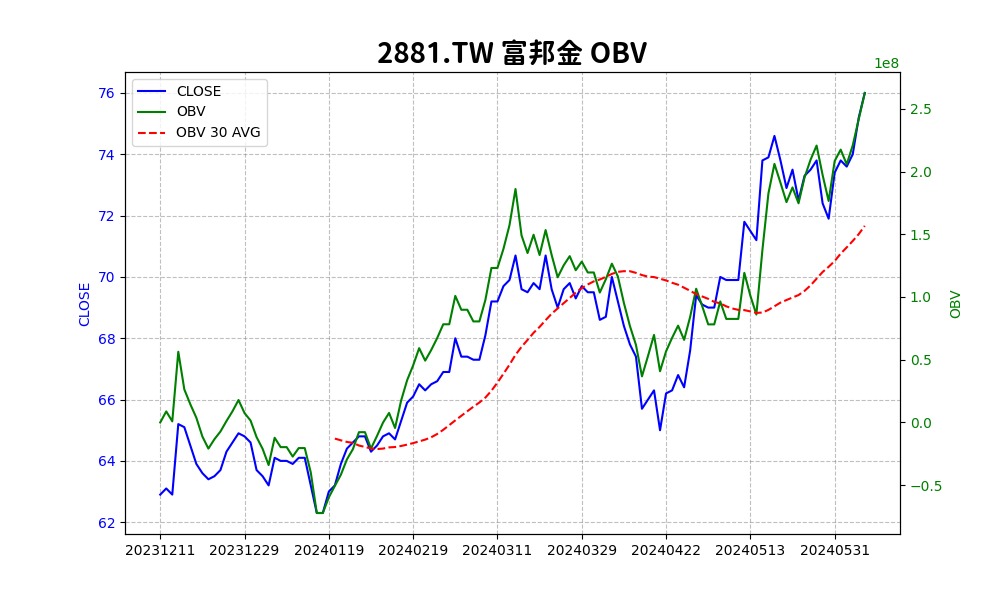 2881.TW 富邦金 OBV
1e8
CLOSE
OBV
OBV 30 AVG
76
74
72
70
68
66
64
62
CLOSE
2.5
2.0
1.5
1.0
0.5
0.0
−0.5
OBV
20231211 20231229 20240119 20240219 20240311 20240329 20240422 20240513 20240531